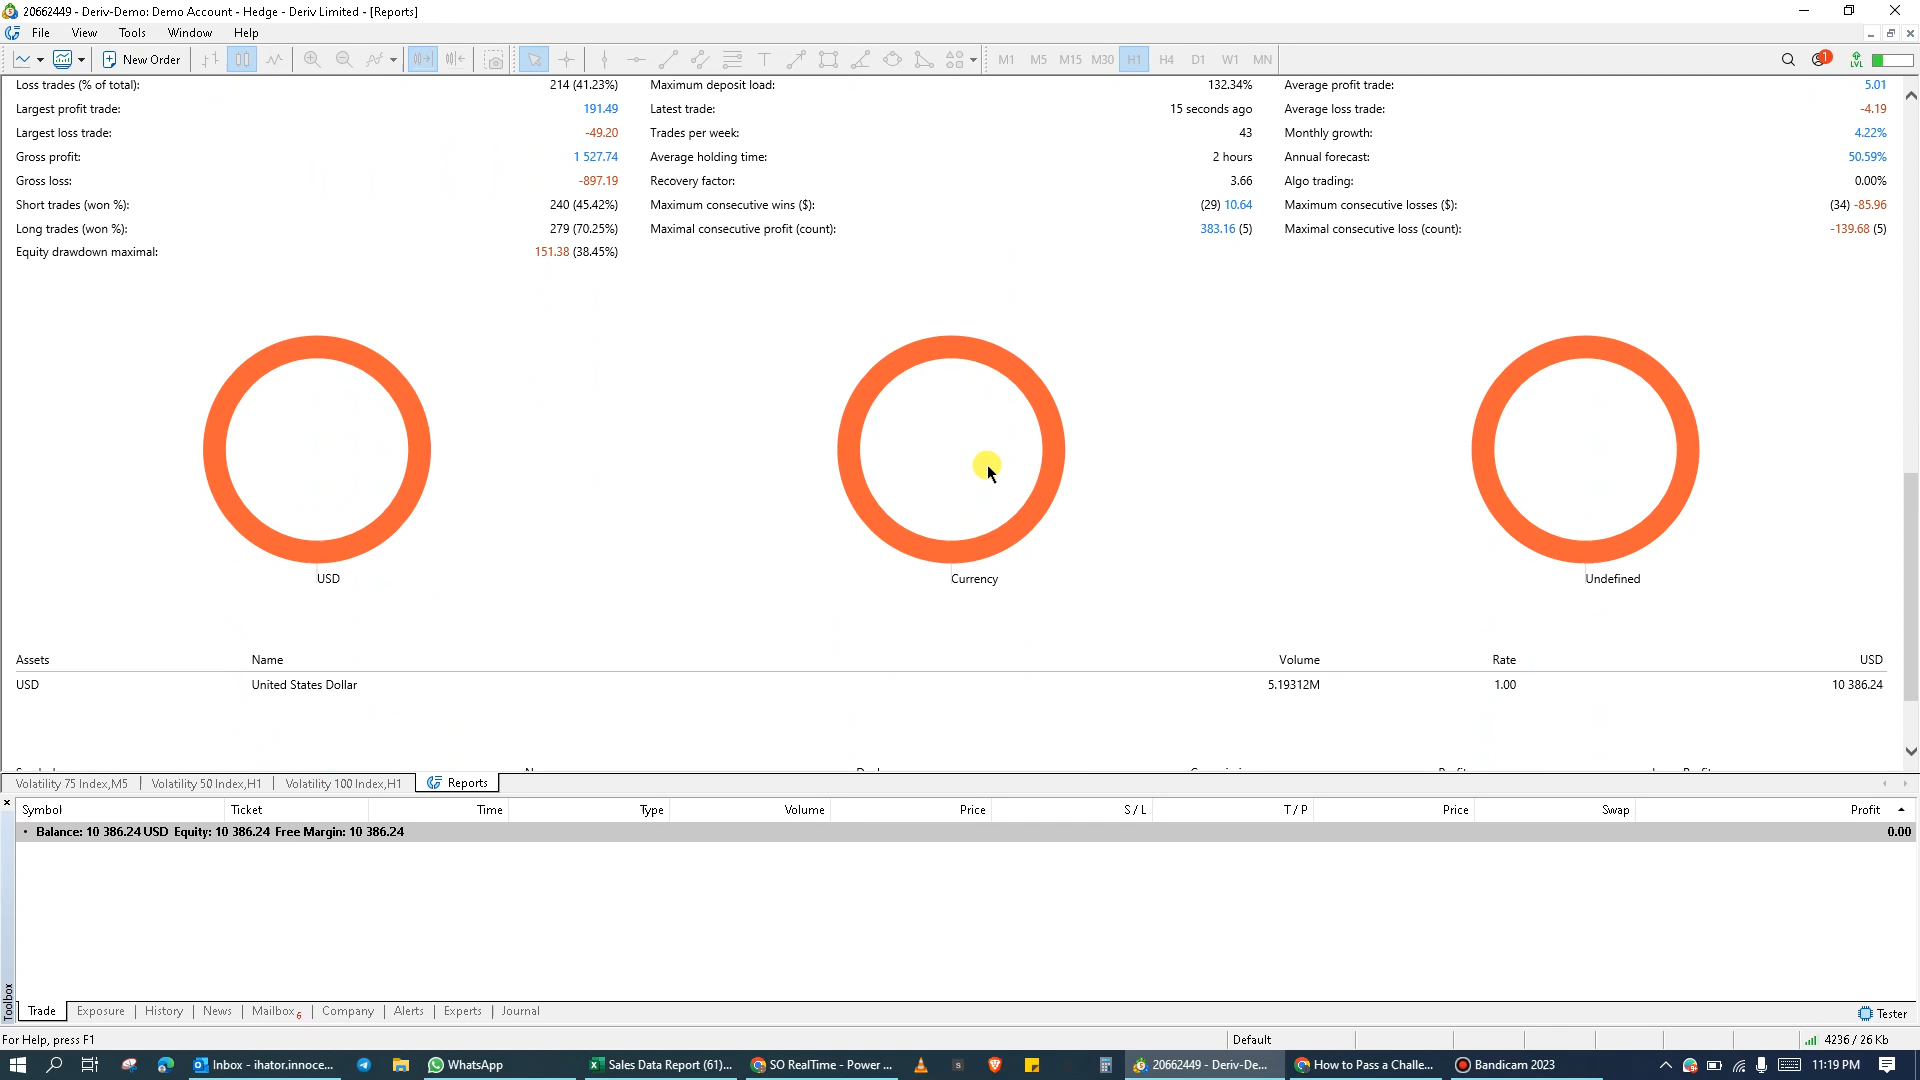 20662449 - Deriv-Demo: Demo Account - Hedge - Deriv Limited - [Reports]
File View Tools Window Help
New Order M1 M5 M15 M30 H1 H4 D1 W1 MN 1 LVL
Loss trades (% of total): 214 (41.23%) Maximum deposit load: 132.34% Average profit trade: 5.01
Largest profit trade: 191.49 Latest trade: 15 seconds ago Average loss trade: -4.19
Largest loss trade: -49.20 Trades per week: 43 Monthly growth: 4.22%
Gross profit: 1 527.74 Average holding time: 2 hours Annual forecast: 50.59%
Gross loss: -897.19 Recovery factor: 3.66 Algo trading: 0.00%
Short trades (won %): 240 (45.42%) Maximum consecutive wins ($): (29) 10.64 Maximum consecutive losses ($): (34) -85.96
Long trades (won %): 279 (70.25%) Maximal consecutive profit (count): 383.16 (5) Maximal consecutive loss (count): -139.68 (5)
Equity drawdown maximal: 151.38 (38.45%)
USD Currency Undefined
Assets Name Volume Rate USD
USD United States Dollar 5.19312M 1.00 10 386.24
Volatility 75 Index,M5 Volatility 50 Index,H1 Volatility 100 Index,H1 Reports
Symbol Ticket Time Type Volume Price S / L T / P Price Swap Profit
Balance: 10 386.24 USD Equity: 10 386.24 Free Margin: 10 386.24 0.00
Toolbox
Trade Exposure History News Mailbox 6 Company Alerts Experts Journal Tester
For Help, press F1 Default 4236 / 26 Kb
Inbox - ihator.innoce... WhatsApp Sales Data Report (61)... SO RealTime - Power ... 20662449 - Deriv-De... How to Pass a Challe... Bandicam 2023 11:19 PM